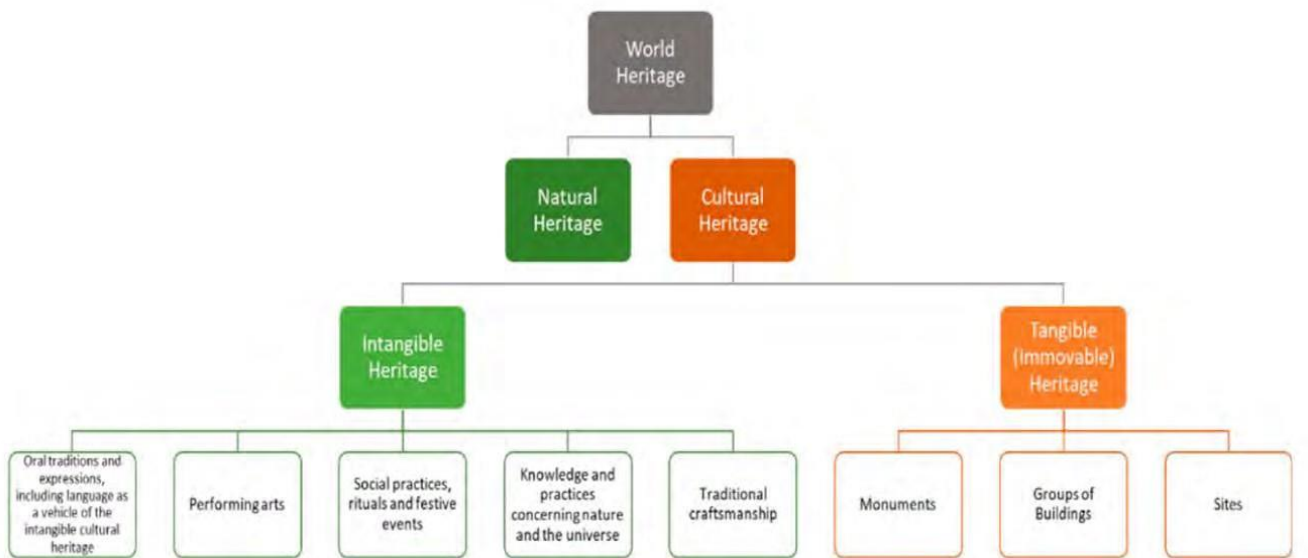 World
Heritage
Natural
Heritage
Cultural
Heritage
Intangible
Heritage
Tangible
(Immovable)
Heritage
Oral traditions and
expressions,
including language as
a vehicle of the
intangible cultural
heritage
Performing arts
Social practices,
rituals and festive
events
Knowledge and
practices
concerning nature
and the universe
Traditional
craftsmanship
Monuments
Groups of
Buildings
Sites